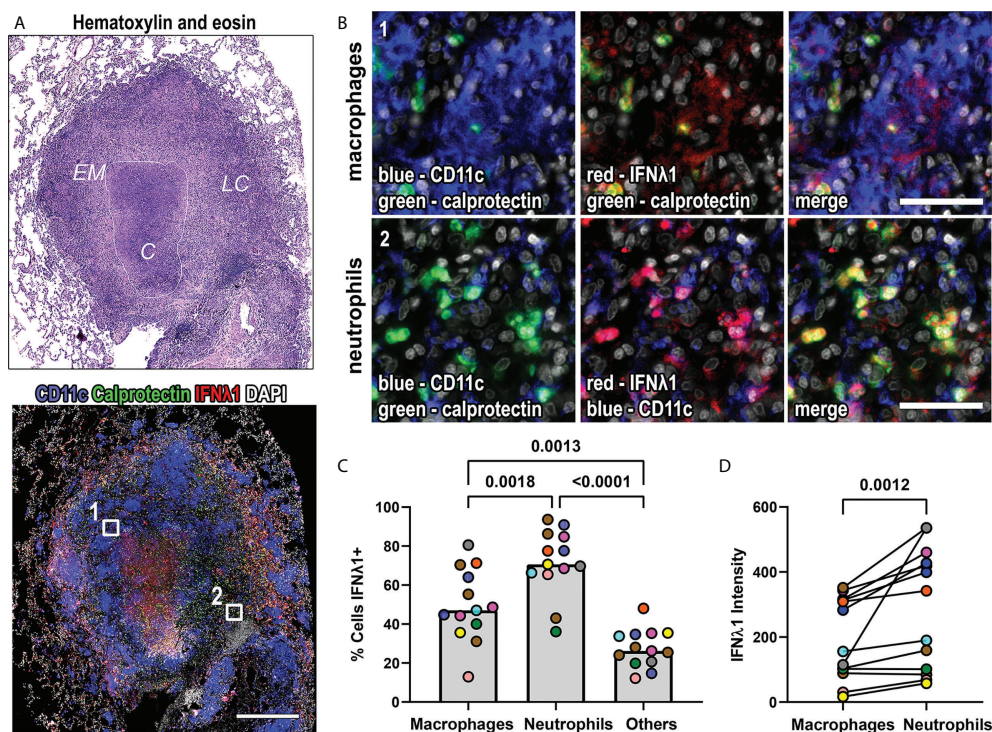 A
Hematoxylin and eosin
EM
LC
C
CD11c Calprotectin IFNλ1 DAPI
1
2
B
macrophages
1
blue - CD11c
green - calprotectin
red - IFNλ1
green - calprotectin
merge
neutrophils
2
blue - CD11c
green - calprotectin
red - IFNλ1
blue - CD11c
merge
C
0.0013
0.0018
<0.0001
% Cells IFNλ1+
100
80
60
40
20
0
Macrophages
Neutrophils
Others
D
0.0012
IFNλ1 Intensity
600
400
200
0
Macrophages
Neutrophils